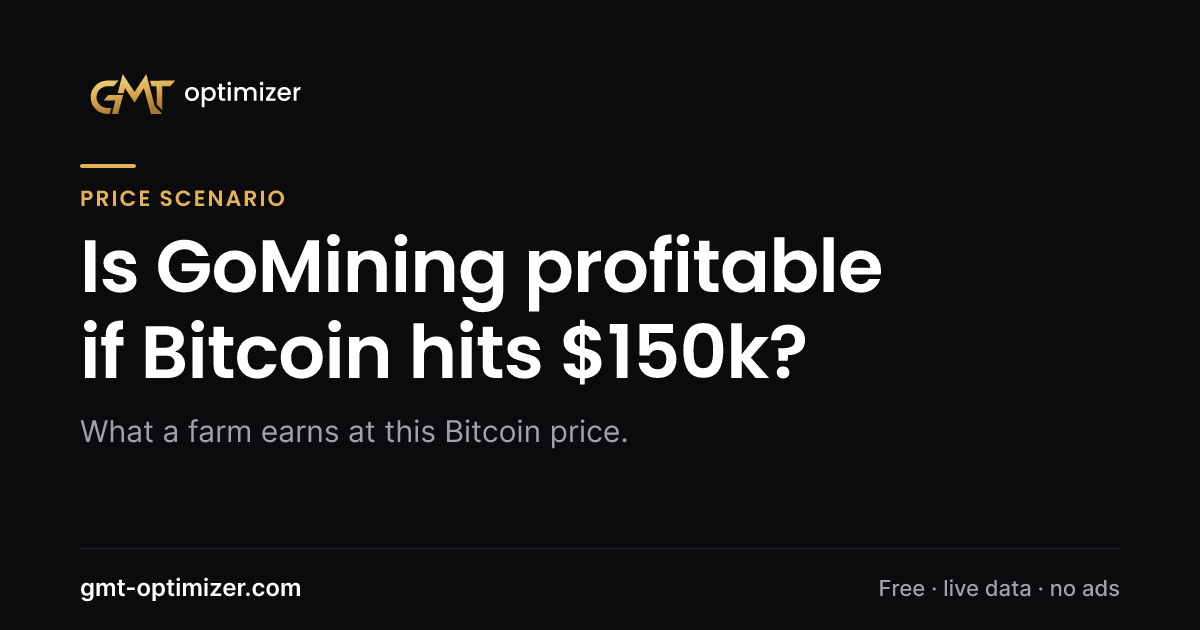 GMT optimizer
PRICE SCENARIO
Is GoMining profitable
if Bitcoin hits $150k?
What a farm earns at this Bitcoin price.
gmt-optimizer.com
Free · live data · no ads